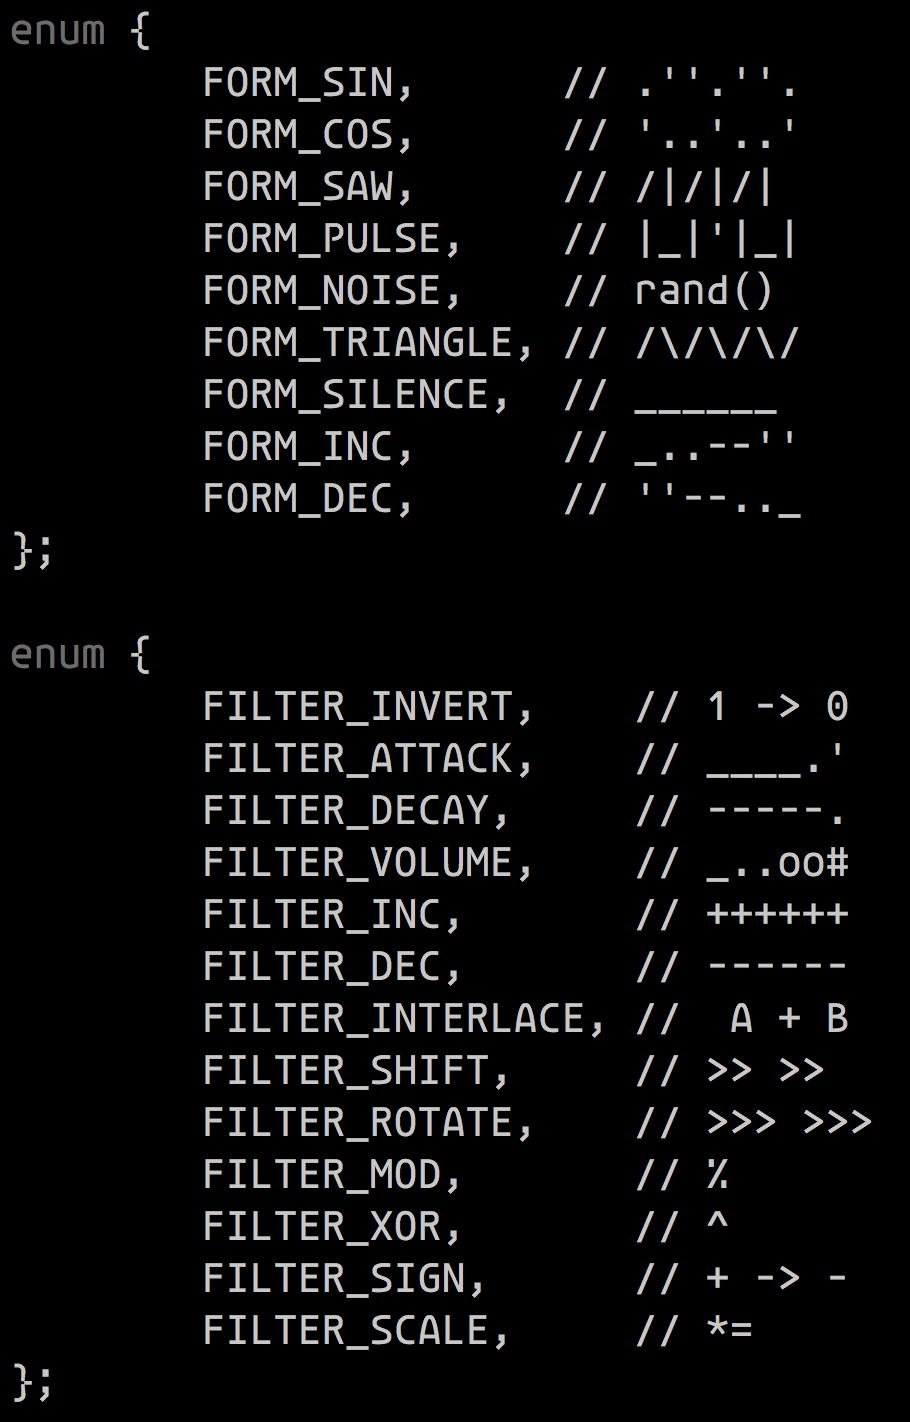 enum {
        FORM_SIN,      // .''.''.
        FORM_COS,      // '..'..'
        FORM_SAW,      // /|/|/|
        FORM_PULSE,    // |_|'|_|
        FORM_NOISE,    // rand()
        FORM_TRIANGLE, // /\/\/\/
        FORM_SILENCE,  // ______
        FORM_INC,      // _..--''
        FORM_DEC,      // ''--.._
};

enum {
        FILTER_INVERT,    // 1 -> 0
        FILTER_ATTACK,    // ____.'
        FILTER_DECAY,     // -----.
        FILTER_VOLUME,    // _..oo#
        FILTER_INC,       // ++++++
        FILTER_DEC,       // ------
        FILTER_INTERLACE, //  A + B
        FILTER_SHIFT,     // >> >>
        FILTER_ROTATE,    // >>> >>>
        FILTER_MOD,       // %
        FILTER_XOR,       // ^
        FILTER_SIGN,      // + -> -
        FILTER_SCALE,     // *=
};